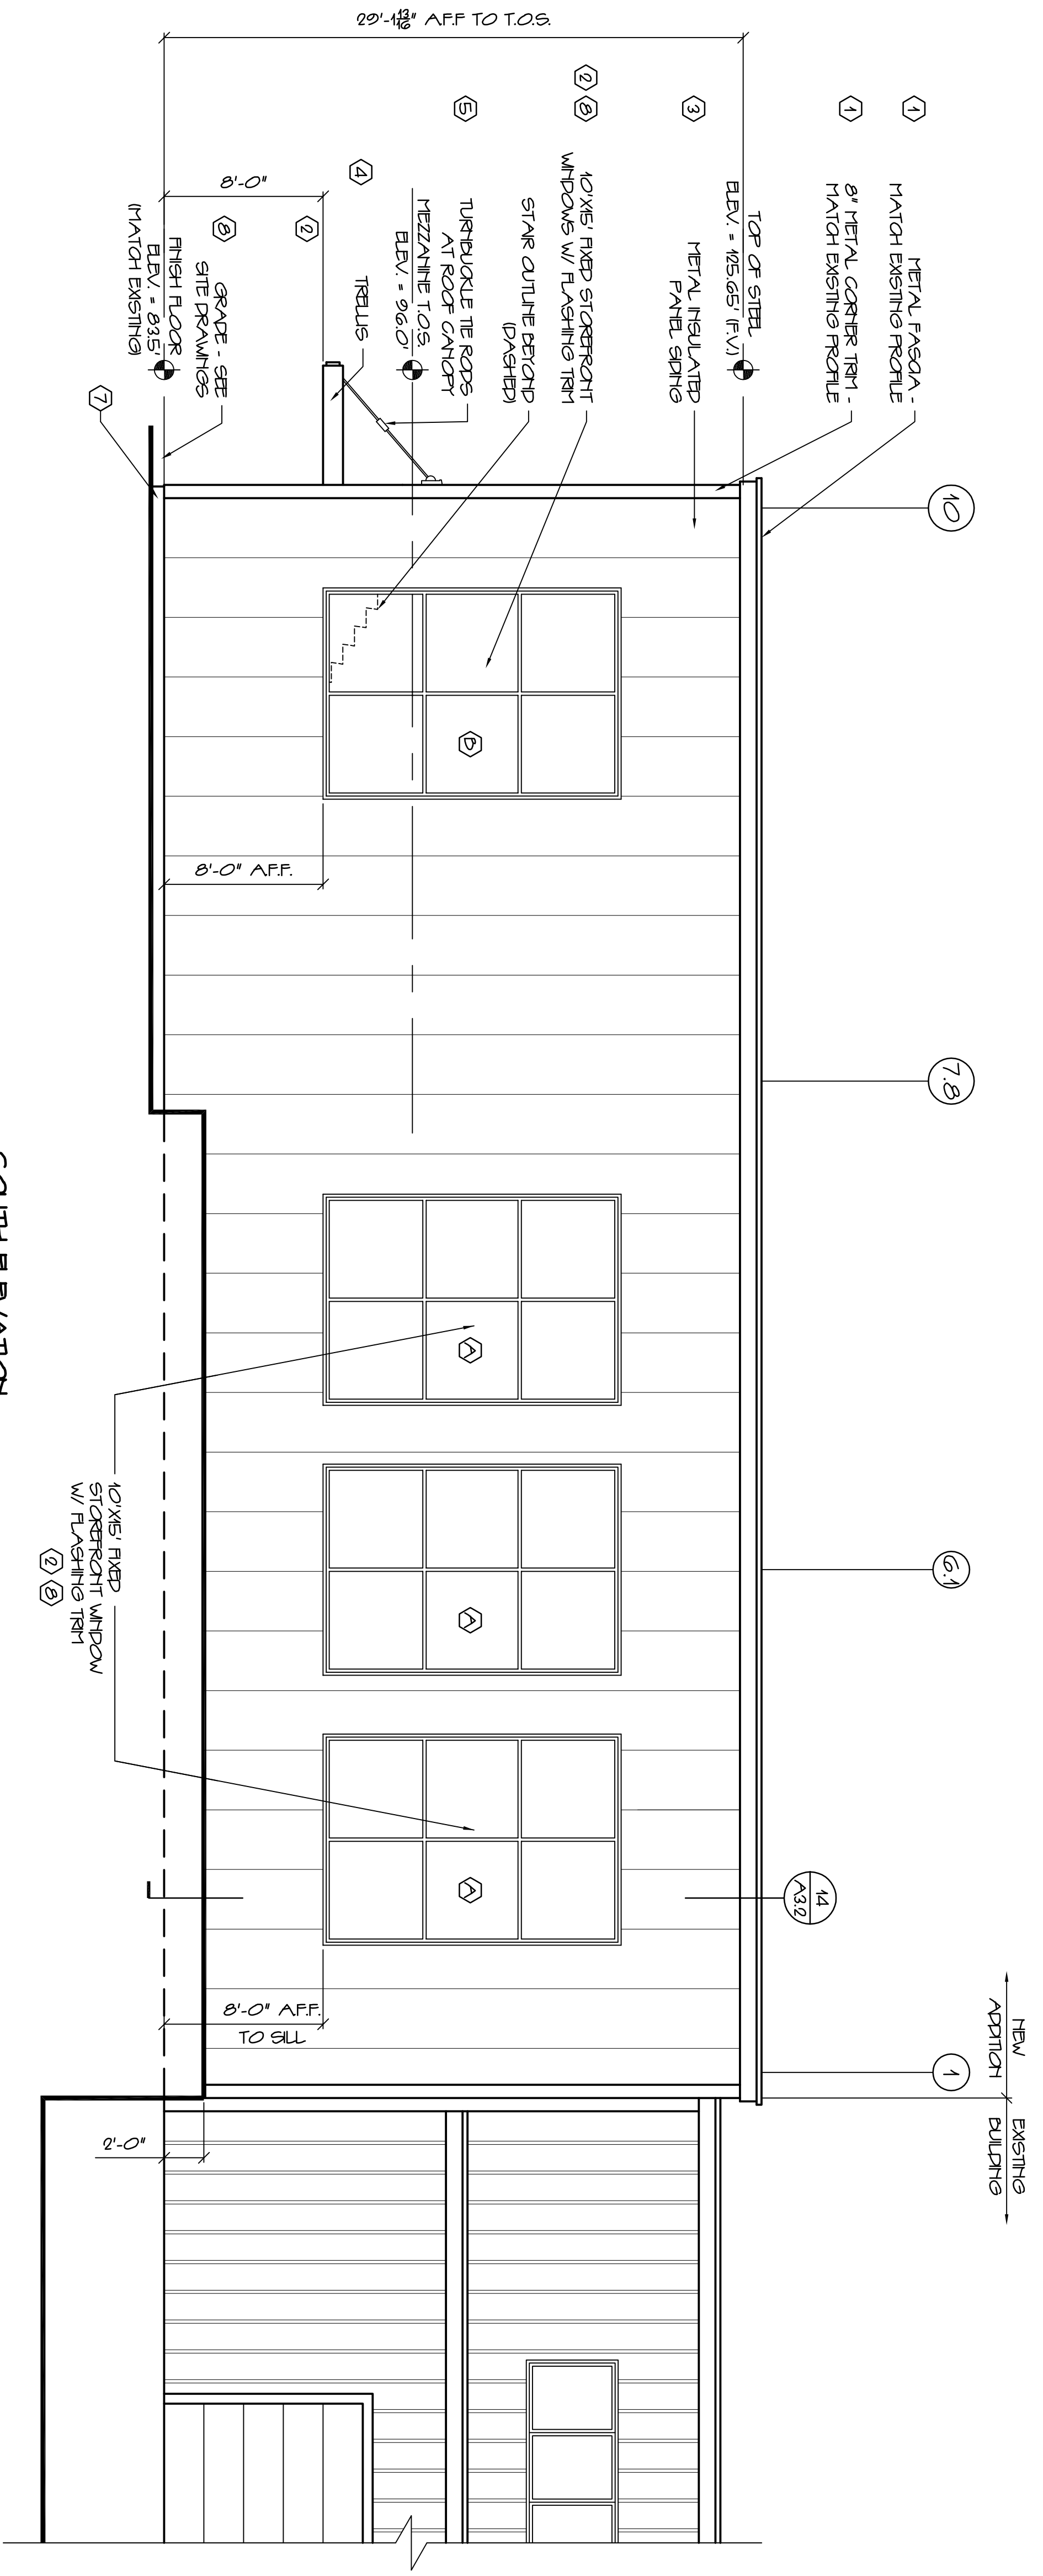 10
7.8
6.1
1
NEW
ADDITION
EXISTING
BUILDING
1
METAL FASCIA -
MATCH EXISTING PROFILE
1
8" METAL CORNER TRIM -
MATCH EXISTING PROFILE
14
A3.2
TOP OF STEEL
ELEV. = 125.65' (F.V.)
3
METAL INSULATED
PANEL SIDING
2 8
10'X15' FIXED STOREFRONT
WINDOWS W/ FLASHING TRIM
STAIR OUTLINE BEYOND
(DASHED)
5
TURNBUCKLE TIE RODS
AT ROOF CANOPY
MEZZANINE T.O.S.
ELEV. = 96.0'
4
TRELLIS
2
8
GRADE - SEE
SITE DRAWINGS
FINISH FLOOR
ELEV. = 83.5'
(MATCH EXISTING)
7
29'-1 13/16" A.F.F TO T.O.S.
8'-0"
B
A
A
A
8'-0" A.F.F.
8'-0" A.F.F.
TO SILL
2'-0"
10'X15' FIXED
STOREFRONT WINDOW
W/ FLASHING TRIM
2 8
SOUTH ELEVATION